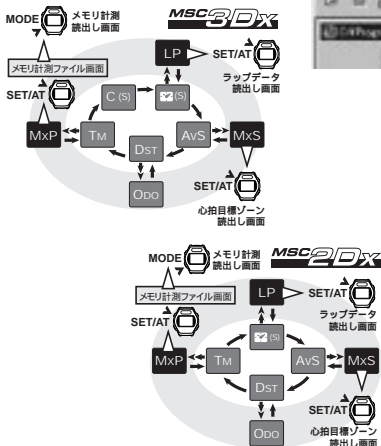 MSC3Dx
MODE
メモリ計測
読出し画面
メモリ計測ファイル画面
SET/AT
LP
SET/AT
ラップデータ
読出し画面
C (S)
(S)
MxP
TM
AVS
MxS
DST
ODO
SET/AT
心拍目標ゾーン
読出し画面
MSC2Dx
MODE
メモリ計測
読出し画面
メモリ計測ファイル画面
SET/AT
LP
SET/AT
ラップデータ
読出し画面
(S)
MxP
TM
AVS
MxS
DST
ODO
SET/AT
心拍目標ゾーン
読出し画面